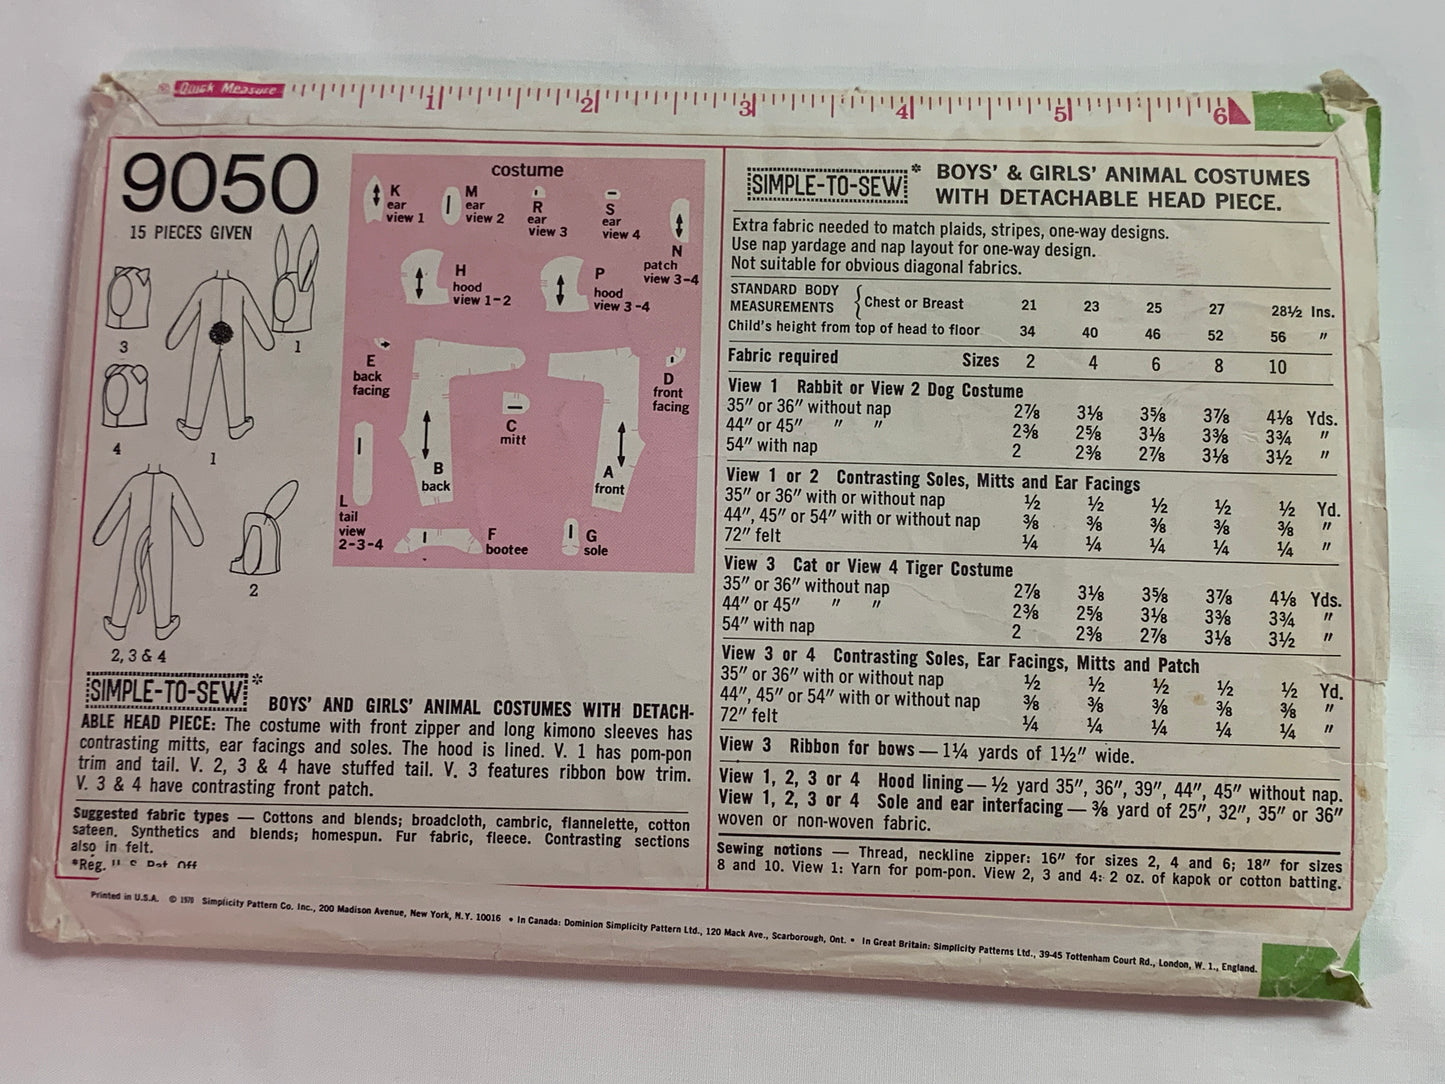 Quick Measure
1 2 3 4 5 6
9050
15 PIECES GIVEN
3
1
4
1
2
2, 3 & 4
costume
K
ear
view 1
M
ear
view 2
R
ear
view 3
S
ear
view 4
N
patch
view 3-4
H
hood
view 1-2
P
hood
view 3-4
E
back
facing
D
front
facing
C
mitt
B
back
A
front
L
tail
view
2-3-4
F
bootee
G
sole
SIMPLE-TO-SEW*
BOYS' AND GIRLS' ANIMAL COSTUMES WITH DETACH-
ABLE HEAD PIECE: The costume with front zipper and long kimono sleeves has
contrasting mitts, ear facings and soles. The hood is lined. V. 1 has pom-pon
trim and tail. V. 2, 3 & 4 have stuffed tail. V. 3 features ribbon bow trim.
V. 3 & 4 have contrasting front patch.
Suggested fabric types — Cottons and blends; broadcloth, cambric, flannelette, cotton
sateen. Synthetics and blends; homespun. Fur fabric, fleece. Contrasting sections
also in felt.
*Reg. U. S. Pat. Off
SIMPLE-TO-SEW* BOYS' & GIRLS' ANIMAL COSTUMES
WITH DETACHABLE HEAD PIECE.
Extra fabric needed to match plaids, stripes, one-way designs.
Use nap yardage and nap layout for one-way design.
Not suitable for obvious diagonal fabrics.
STANDARD BODY
MEASUREMENTS { Chest or Breast 21 23 25 27 28½ Ins.
Child's height from top of head to floor 34 40 46 52 56 "
Fabric required Sizes 2 4 6 8 10
View 1 Rabbit or View 2 Dog Costume
35" or 36" without nap 2⅞ 3⅛ 3⅝ 3⅞ 4⅛ Yds.
44" or 45" " " 2⅜ 2⅝ 3⅛ 3⅜ 3¾ "
54" with nap 2 2⅜ 2⅞ 3⅛ 3½ "
View 1 or 2 Contrasting Soles, Mitts and Ear Facings
35" or 36" with or without nap ½ ½ ½ ½ ½ Yd.
44", 45" or 54" with or without nap ⅜ ⅜ ⅜ ⅜ ⅜ "
72" felt ¼ ¼ ¼ ¼ ¼ "
View 3 Cat or View 4 Tiger Costume
35" or 36" without nap 2⅞ 3⅛ 3⅝ 3⅞ 4⅛ Yds.
44" or 45" " " 2⅜ 2⅝ 3⅛ 3⅜ 3¾ "
54" with nap 2 2⅜ 2⅞ 3⅛ 3½ "
View 3 or 4 Contrasting Soles, Ear Facings, Mitts and Patch
35" or 36" with or without nap ½ ½ ½ ½ ½ Yd.
44", 45" or 54" with or without nap ⅜ ⅜ ⅜ ⅜ ⅜ "
72" felt ¼ ¼ ¼ ¼ ¼ "
View 3 Ribbon for bows — 1¼ yards of 1½" wide.
View 1, 2, 3 or 4 Hood lining — ½ yard 35", 36", 39", 44", 45" without nap.
View 1, 2, 3 or 4 Sole and ear interfacing — ⅜ yard of 25", 32", 35" or 36"
woven or non-woven fabric.
Sewing notions — Thread, neckline zipper: 16" for sizes 2, 4 and 6; 18" for sizes
8 and 10. View 1: Yarn for pom-pon. View 2, 3 and 4: 2 oz. of kapok or cotton batting.
Printed in U.S.A. © 1970 Simplicity Pattern Co. Inc., 200 Madison Avenue, New York, N.Y. 10016 • In Canada: Dominion Simplicity Pattern Ltd., 120 Mack Ave., Scarborough, Ont. • In Great Britain: Simplicity Patterns Ltd., 39-45 Tottenham Court Rd., London, W. 1., England.